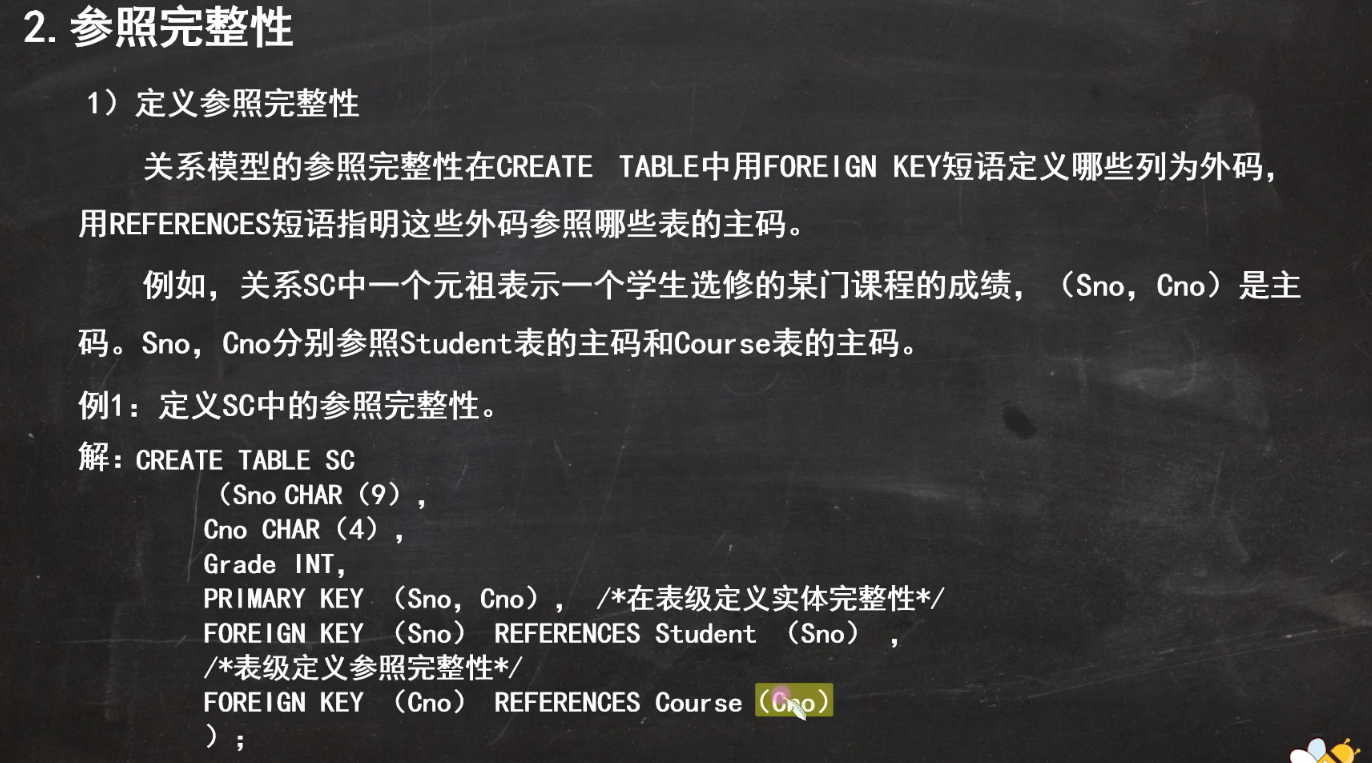 2. 参照完整性
1）定义参照完整性
关系模型的参照完整性在CREATE TABLE中用FOREIGN KEY短语定义哪些列为外码，
用REFERENCES短语指明这些外码参照哪些表的主码。
例如，关系SC中一个元祖表示一个学生选修的某门课程的成绩，（Sno，Cno）是主
码。Sno，Cno分别参照Student表的主码和Course表的主码。
例1：定义SC中的参照完整性。
解：CREATE TABLE SC
（Sno CHAR（9），
Cno CHAR（4），
Grade INT，
PRIMARY KEY （Sno，Cno）， /*在表级定义实体完整性*/
FOREIGN KEY （Sno） REFERENCES Student （Sno） ，
/*表级定义参照完整性*/
FOREIGN KEY （Cno） REFERENCES Course （Cno）
）；